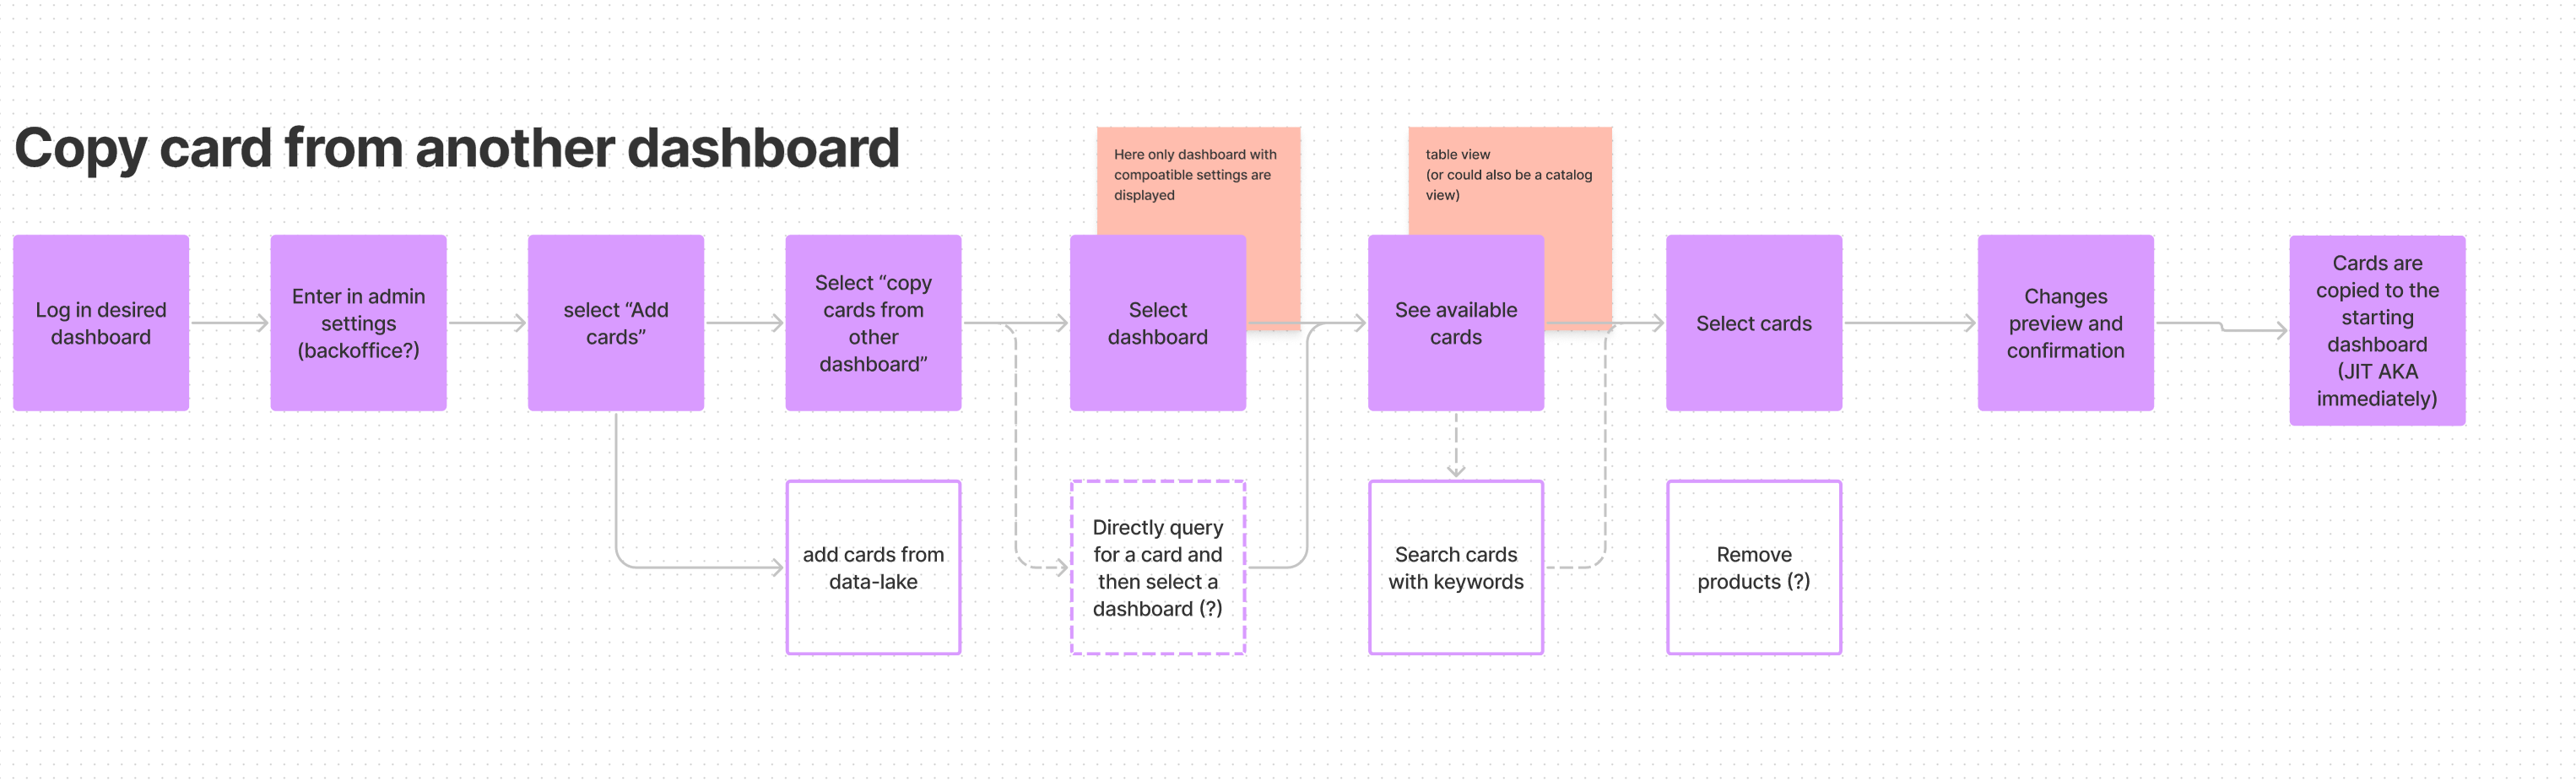 Copy card from another dashboard
Here only dashboard with
compoatible settings are
displayed
table view
(or could also be a catalog
view)
Log in desired
dashboard
Enter in admin
settings
(backoffice?)
select “Add
cards”
Select “copy
cards from
other
dashboard”
Select
dashboard
See available
cards
Select cards
Changes
preview and
confirmation
Cards are
copied to the
starting
dashboard
(JIT AKA
immediately)
add cards from
data-lake
Directly query
for a card and
then select a
dashboard (?)
Search cards
with keywords
Remove
products (?)